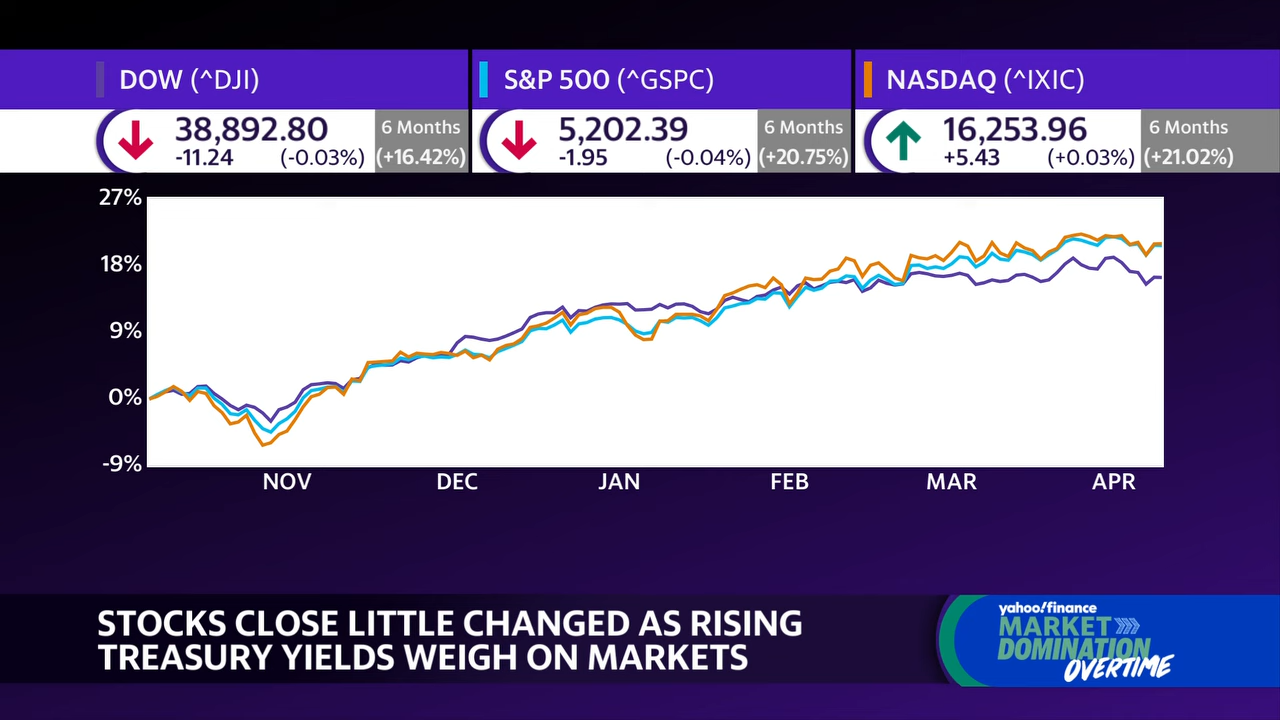 DOW (^DJI)
38,892.80
-11.24 (-0.03%)
6 Months
(+16.42%)
S&P 500 (^GSPC)
5,202.39
-1.95 (-0.04%)
6 Months
(+20.75%)
NASDAQ (^IXIC)
16,253.96
+5.43 (+0.03%)
6 Months
(+21.02%)
27%
18%
9%
0%
-9%
NOV DEC JAN FEB MAR APR
STOCKS CLOSE LITTLE CHANGED AS RISING
TREASURY YIELDS WEIGH ON MARKETS
yahoo!finance
MARKET
DOMINATION
OVERTIME